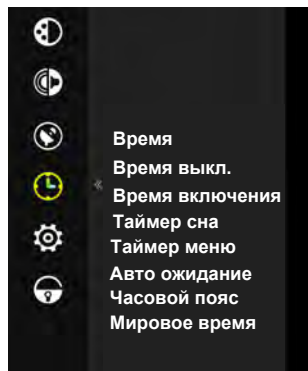 Время
Время выкл.
Время включения
Таймер сна
Таймер меню
Авто ожидание
Часовой пояс
Мировое время